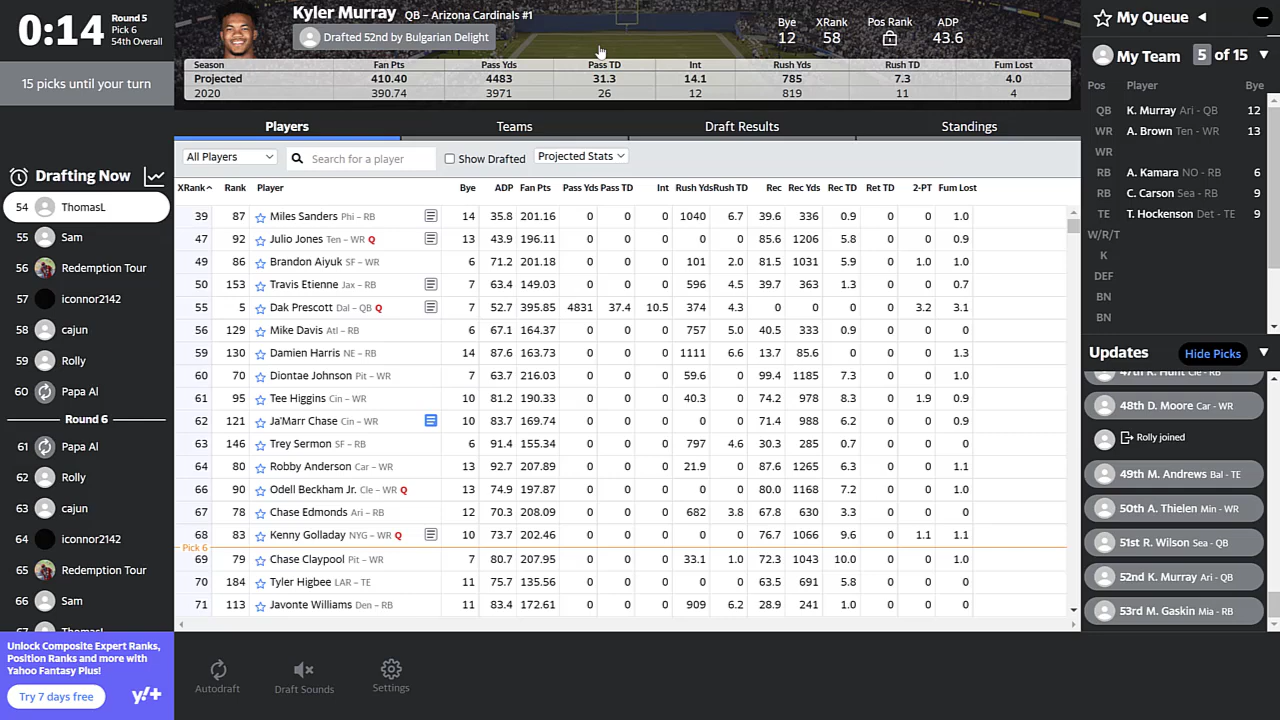 0:14
Round 5
Pick 6
54th Overall
15 picks until your turn
Kyler Murray QB – Arizona Cardinals #1
Drafted 52nd by Bulgarian Delight
Bye XRank Pos Rank ADP
12 58 43.6
Season Fan Pts Pass Yds Pass TD Int Rush Yds Rush TD Fum Lost
Projected 410.40 4483 31.3 14.1 785 7.3 4.0
2020 390.74 3971 26 12 819 11 4
Drafting Now
54 ThomasL
55 Sam
56 Redemption Tour
57 iconnor2142
58 cajun
59 Rolly
60 Papa Al
Round 6
61 Papa Al
62 Rolly
63 cajun
64 iconnor2142
65 Redemption Tour
66 Sam
67 ThomasL
Unlock Composite Expert Ranks,
Position Ranks and more with
Yahoo Fantasy Plus!
Try 7 days free y!+
Players Teams Draft Results Standings
All Players Search for a player Show Drafted Projected Stats
XRank Rank Player Bye ADP Fan Pts Pass Yds Pass TD Int Rush Yds Rush TD Rec Rec Yds Rec TD Ret TD 2-PT Fum Lost
39 87 Miles Sanders Phi – RB 14 35.8 201.16 0 0 0 1040 6.7 39.6 336 0.9 0 0 1.0
47 92 Julio Jones Ten – WR Q 13 43.9 196.11 0 0 0 0 0 85.6 1206 5.8 0 0 0.9
49 86 Brandon Aiyuk SF – WR 6 71.2 201.18 0 0 0 101 2.0 81.5 1031 5.9 0 1.0 1.0
50 153 Travis Etienne Jax – RB 7 63.4 149.03 0 0 0 596 4.5 39.7 363 1.3 0 0 0.7
55 5 Dak Prescott Dal – QB Q 7 52.7 395.85 4831 37.4 10.5 374 4.3 0 0 0 0 3.2 3.1
56 129 Mike Davis Atl – RB 6 67.1 164.37 0 0 0 757 5.0 40.5 333 0.9 0 0 1.0
59 130 Damien Harris NE – RB 14 87.6 163.73 0 0 0 1111 6.6 13.7 85.6 0 0 0 1.3
60 70 Diontae Johnson Pit – WR 7 63.7 216.03 0 0 0 59.6 0 99.4 1185 7.3 0 0 1.0
61 95 Tee Higgins Cin – WR 10 81.2 190.33 0 0 0 40.3 0 74.2 978 8.3 0 1.9 0.9
62 121 Ja'Marr Chase Cin – WR 10 83.7 169.74 0 0 0 0 0 71.4 988 6.2 0 0 0.9
63 146 Trey Sermon SF – RB 6 91.4 155.34 0 0 0 797 4.6 30.3 285 0.7 0 0 0
64 80 Robby Anderson Car – WR 13 92.7 207.89 0 0 0 21.9 0 87.6 1265 6.3 0 0 1.1
66 90 Odell Beckham Jr. Cle – WR Q 13 74.9 197.87 0 0 0 0 0 80.0 1168 7.2 0 0 1.0
67 78 Chase Edmonds Ari – RB 12 70.3 208.09 0 0 0 682 3.8 67.8 630 3.3 0 0 0
68 83 Kenny Golladay NYG – WR Q 10 73.7 202.46 0 0 0 0 0 76.7 1066 9.6 0 1.1 1.1
Pick 6
69 79 Chase Claypool Pit – WR 7 80.7 207.95 0 0 0 33.1 1.0 72.3 1043 10.0 0 0 1.0
70 184 Tyler Higbee LAR – TE 11 75.7 135.56 0 0 0 0 0 63.5 691 5.8 0 0 0
71 113 Javonte Williams Den – RB 11 83.4 172.61 0 0 0 909 6.2 28.9 241 1.0 0 0 0
Autodraft Draft Sounds Settings
My Queue
My Team 5 of 15
Pos Player Bye
QB K. Murray Ari - QB 12
WR A. Brown Ten - WR 13
WR
RB A. Kamara NO - RB 6
RB C. Carson Sea - RB 9
TE T. Hockenson Det - TE 9
W/R/T
K
DEF
BN
BN
Updates Hide Picks
47th K. Hunt Cle - RB
48th D. Moore Car - WR
Rolly joined
49th M. Andrews Bal - TE
50th A. Thielen Min - WR
51st R. Wilson Sea - QB
52nd K. Murray Ari - QB
53rd M. Gaskin Mia - RB